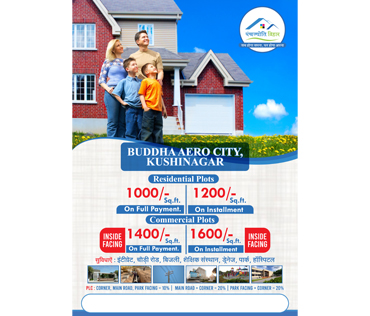 पंचज्योति विहार
BUDDHA AERO CITY,
KUSHINAGAR
Residential Plots
1000/- Sq.ft. 1200/- Sq.ft.
On Full Payment. On Installment
Commercial Plots
INSIDE FACING 1400/- Sq.ft. 1600/- Sq.ft. INSIDE FACING
On Full Payment. On Installment
सुविधाएँ : इंटीग्रेट, चौड़ी रोड, बिजली, शैक्षिक संस्थान, ड्रेनेज, पार्क, हॉस्पिटल
PLC : CORNER, MAIN ROAD, PARK FACING = 10% | MAIN ROAD + CORNER = 20% | PARK FACING + CORNER = 20%